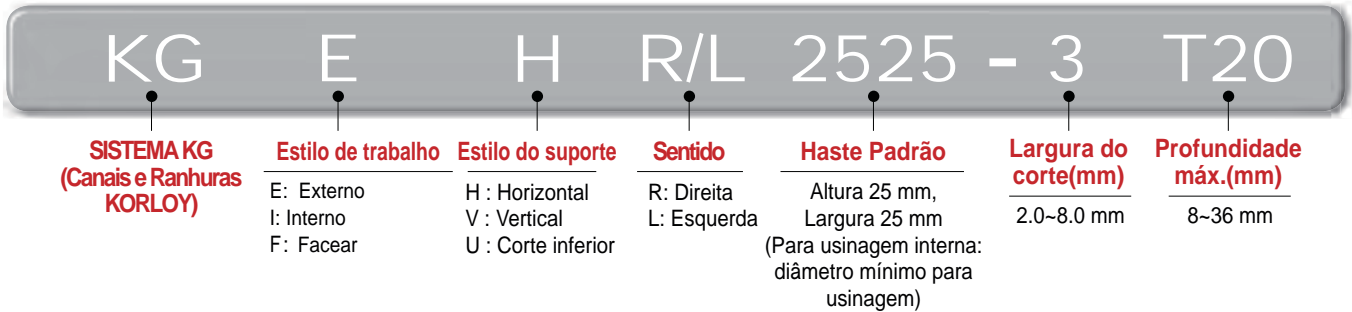 KG E H R/L 2525 - 3 T20
SISTEMA KG
(Canais e Ranhuras
KORLOY)
Estilo de trabalho
E: Externo
I: Interno
F: Facear
Estilo do suporte
H : Horizontal
V : Vertical
U : Corte inferior
Sentido
R: Direita
L: Esquerda
Haste Padrão
Altura 25 mm,
Largura 25 mm
(Para usinagem interna:
diâmetro mínimo para
usinagem)
Largura do
corte(mm)
2.0~8.0 mm
Profundidade
máx.(mm)
8~36 mm